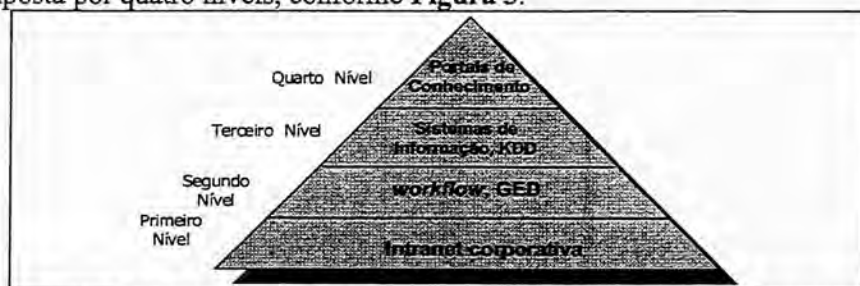 posta por quatro níveis, conforme Figura 3.
Quarto Nível
Portais de
Conhecimento
Terceiro Nível
Sistemas de
Informação, KDD
Segundo
Nível
workflow, GED
Primeiro
Nível
Intranet corporativa